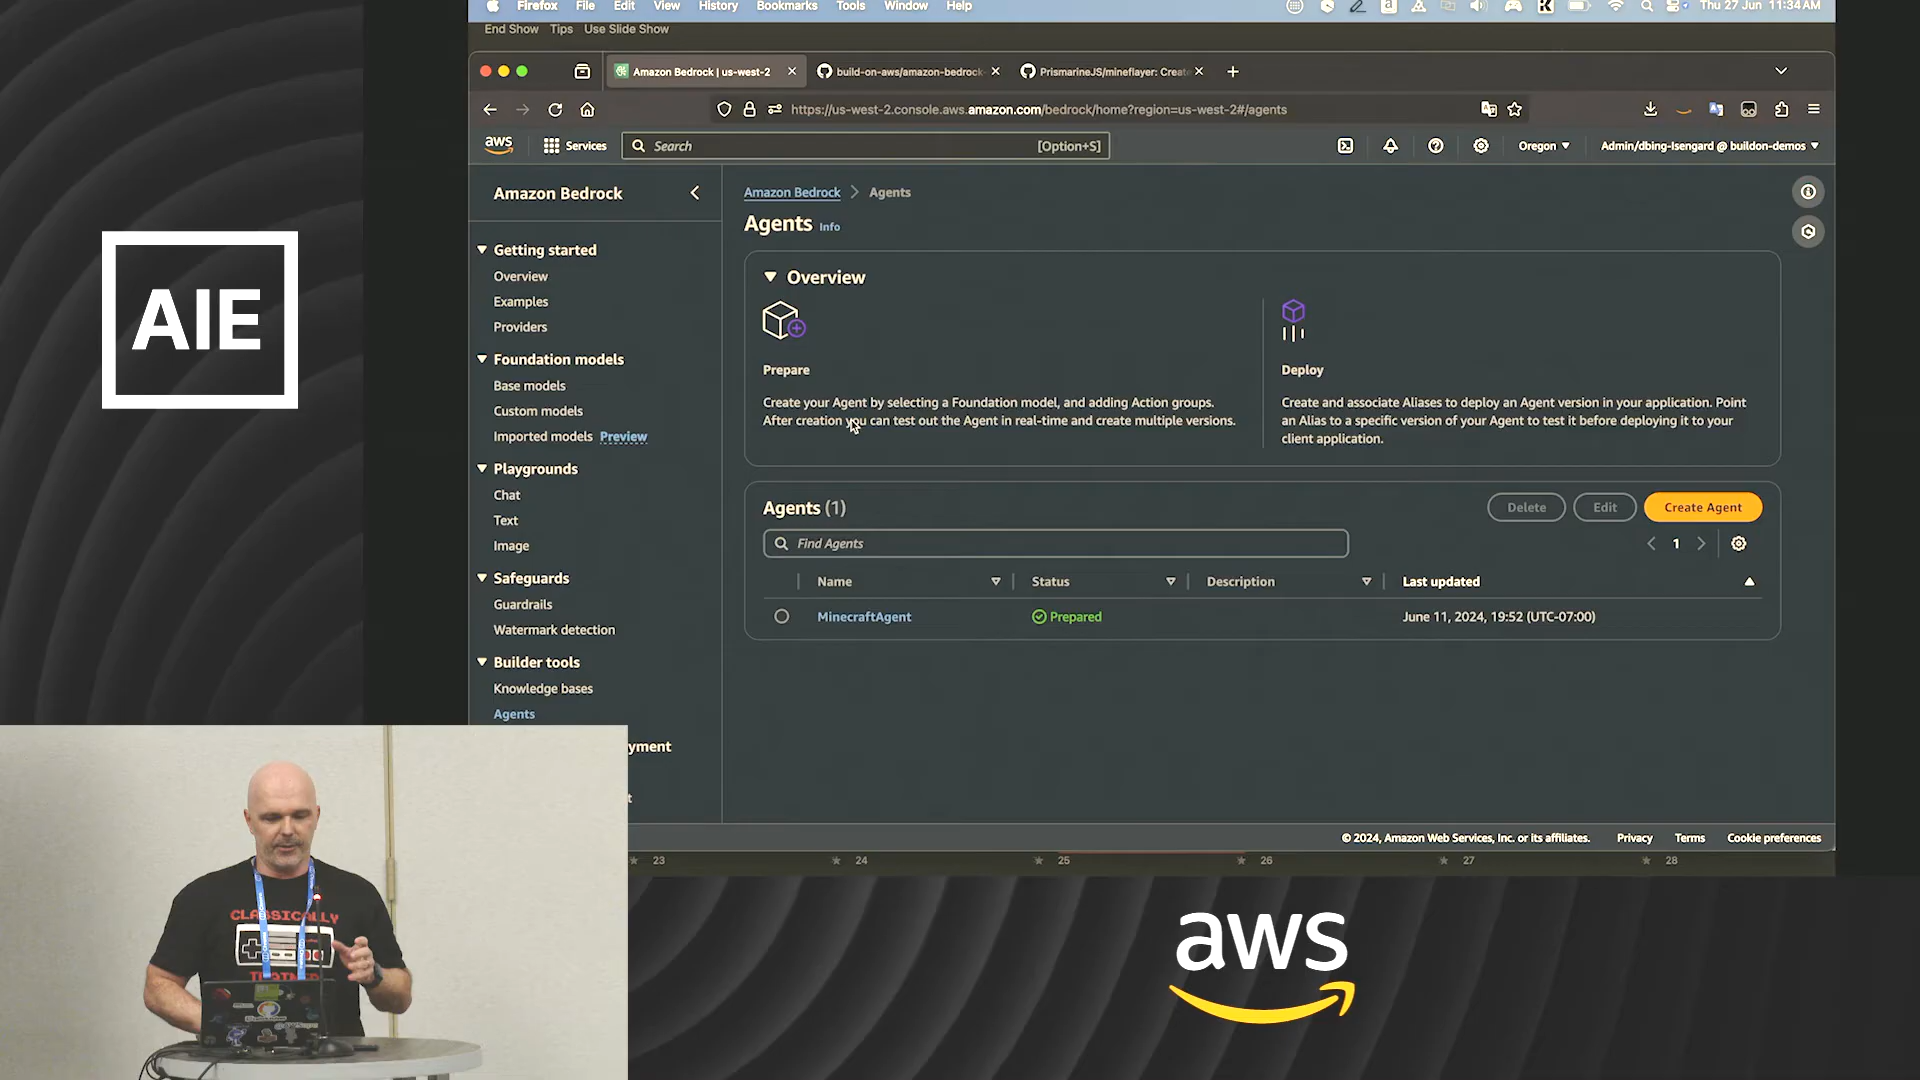 Firefox File Edit View History Bookmarks Tools Window Help Thu 27 Jun 11:34 AM
End Show Tips Use Slide Show
Amazon Bedrock | us-west-2
build-on-aws/amazon-bedrock-
PrismarineJS/mineflayer: Create
https://us-west-2.console.aws.amazon.com/bedrock/home?region=us-west-2#/agents
aws Services Search [Option+S] Oregon Admin/dbing-Isengard @ buildon-demos
Amazon Bedrock
Getting started
Overview
Examples
Providers
Foundation models
Base models
Custom models
Imported models Preview
Playgrounds
Chat
Text
Image
Safeguards
Guardrails
Watermark detection
Builder tools
Knowledge bases
Agents
yment
t
Amazon Bedrock > Agents
Agents Info
Overview
Prepare
Create your Agent by selecting a Foundation model, and adding Action groups.
After creation you can test out the Agent in real-time and create multiple versions.
Deploy
Create and associate Aliases to deploy an Agent version in your application. Point
an Alias to a specific version of your Agent to test it before deploying it to your
client application.
Agents (1)
Delete Edit Create Agent
Find Agents
1
Name Status Description Last updated
MinecraftAgent Prepared June 11, 2024, 19:52 (UTC-07:00)
© 2024, Amazon Web Services, Inc. or its affiliates. Privacy Terms Cookie preferences
23 24 25 26 27 28
AIE
CLASSICALLY
TRAINED
aws